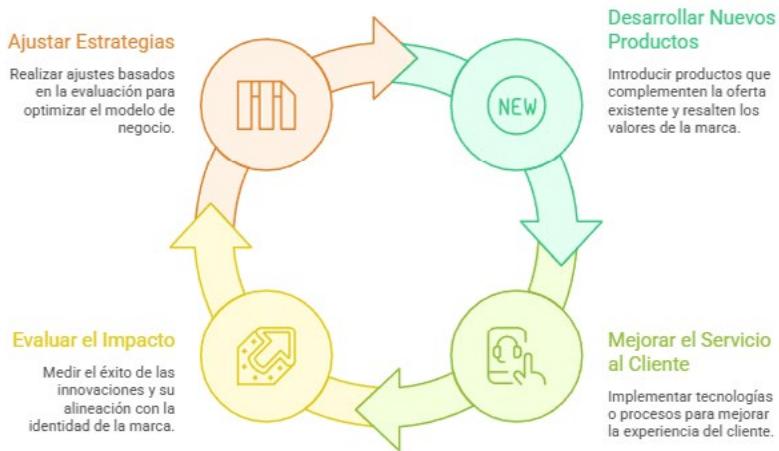 Ajustar Estrategias
Realizar ajustes basados
en la evaluación para
optimizar el modelo de
negocio.
Desarrollar Nuevos
Productos
Introducir productos que
complementen la oferta
existente y resalten los
valores de la marca.
NEW
Evaluar el Impacto
Medir el éxito de las
innovaciones y su
alineación con la
identidad de la marca.
Mejorar el Servicio
al Cliente
Implementar tecnologías
o procesos para mejorar
la experiencia del cliente.